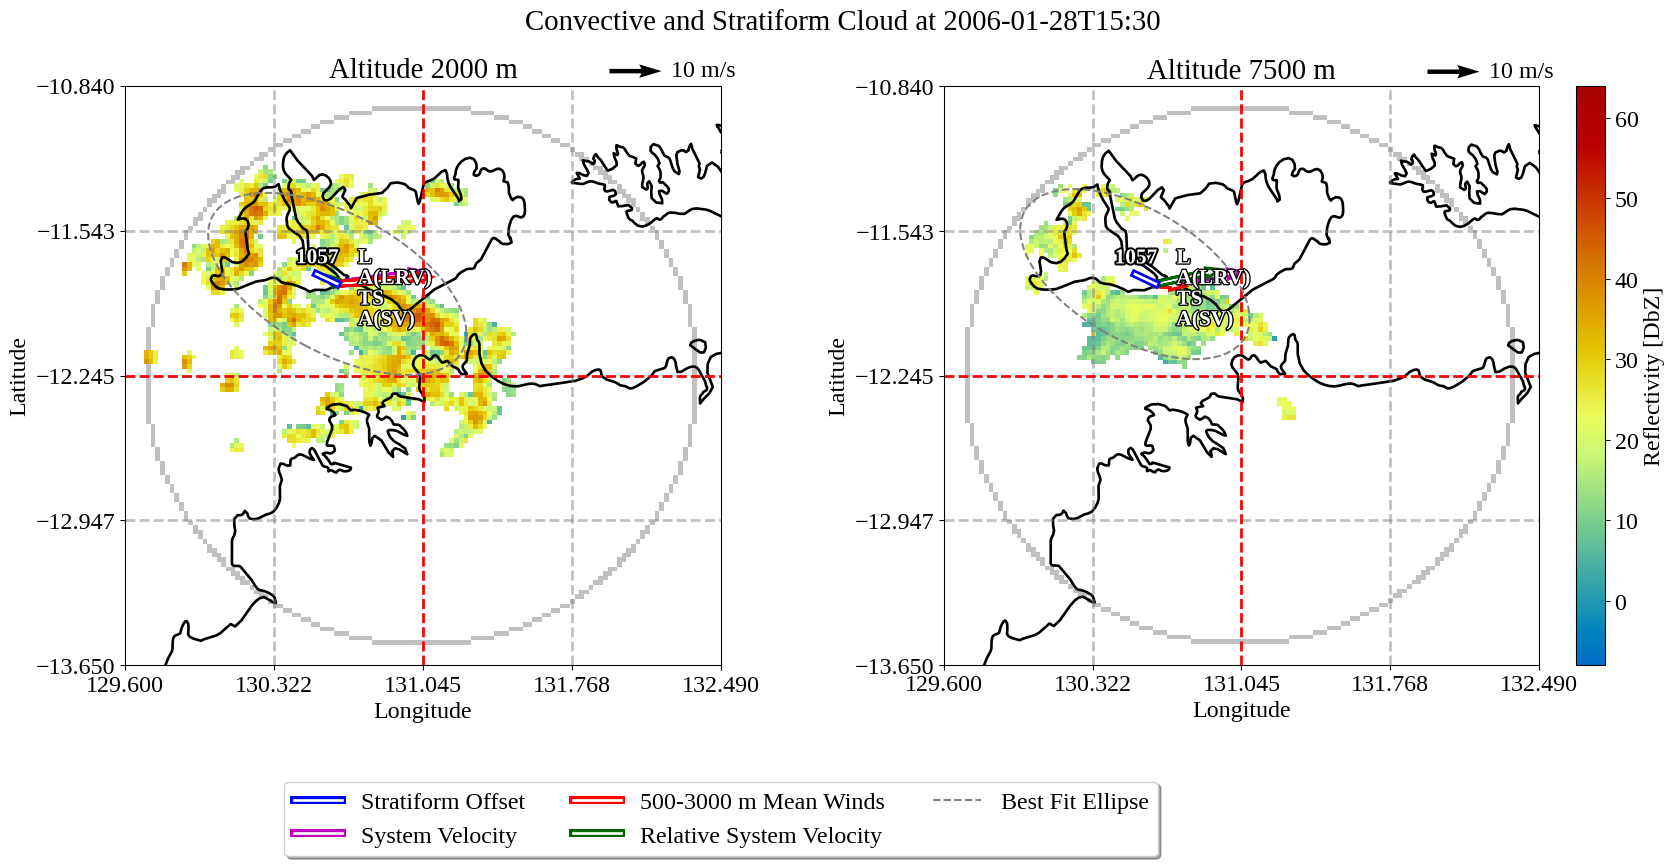 Convective and Stratiform Cloud at 2006-01-28T15:30
Altitude 2000 m
10 m/s
Altitude 7500 m
10 m/s
−10.840
−11.543
−12.245
−12.947
−13.650
Latitude
129.600
130.322
131.045
131.768
132.490
Longitude
1057
L
A(LRV)
TS
A(SV)
−10.840
−11.543
−12.245
−12.947
−13.650
Latitude
129.600
130.322
131.045
131.768
132.490
Longitude
1057
L
A(LRV)
TS
A(SV)
60
50
40
30
20
10
0
Reflectivity [DbZ]
Stratiform Offset
System Velocity
500-3000 m Mean Winds
Relative System Velocity
Best Fit Ellipse